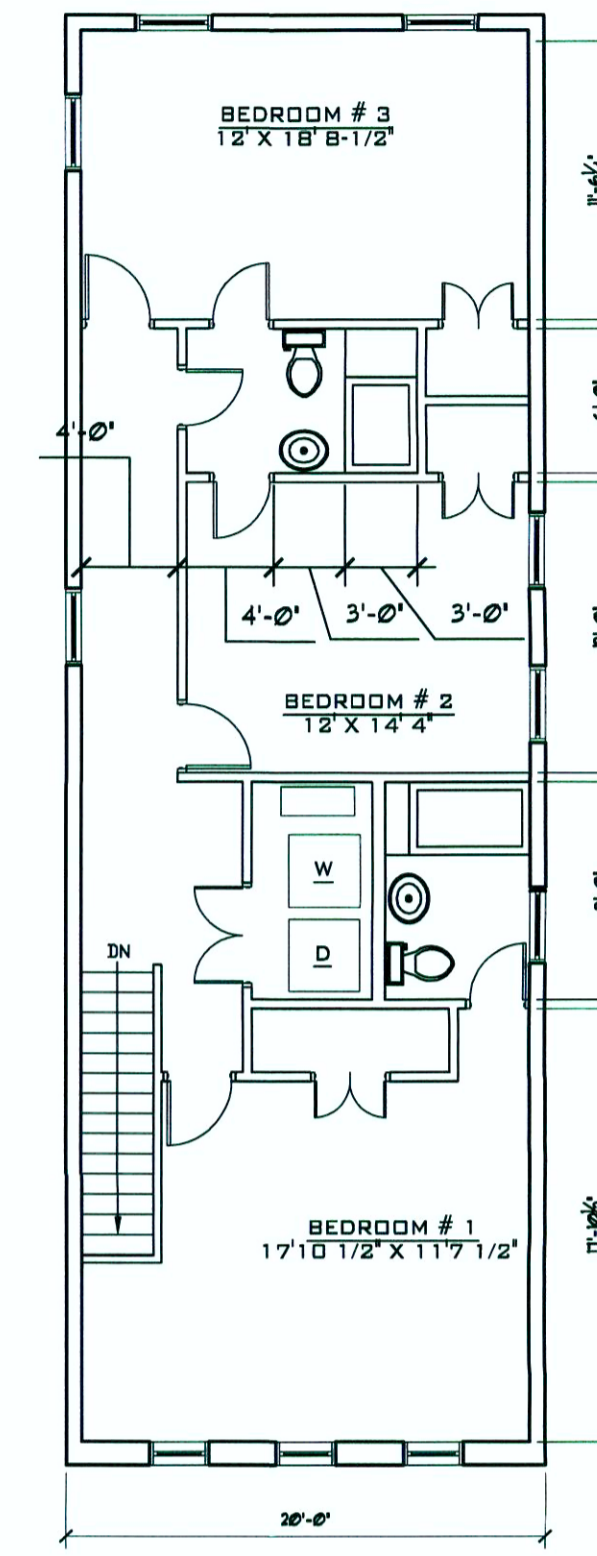 BEDROOM # 3
12' X 18' 8-1/2"
4'-0"
4'-0"
3'-0"
3'-0"
BEDROOM # 2
12' X 14' 4"
W
D
DN
BEDROOM # 1
17'10 1/2" X 11'7 1/2"
20'-0"